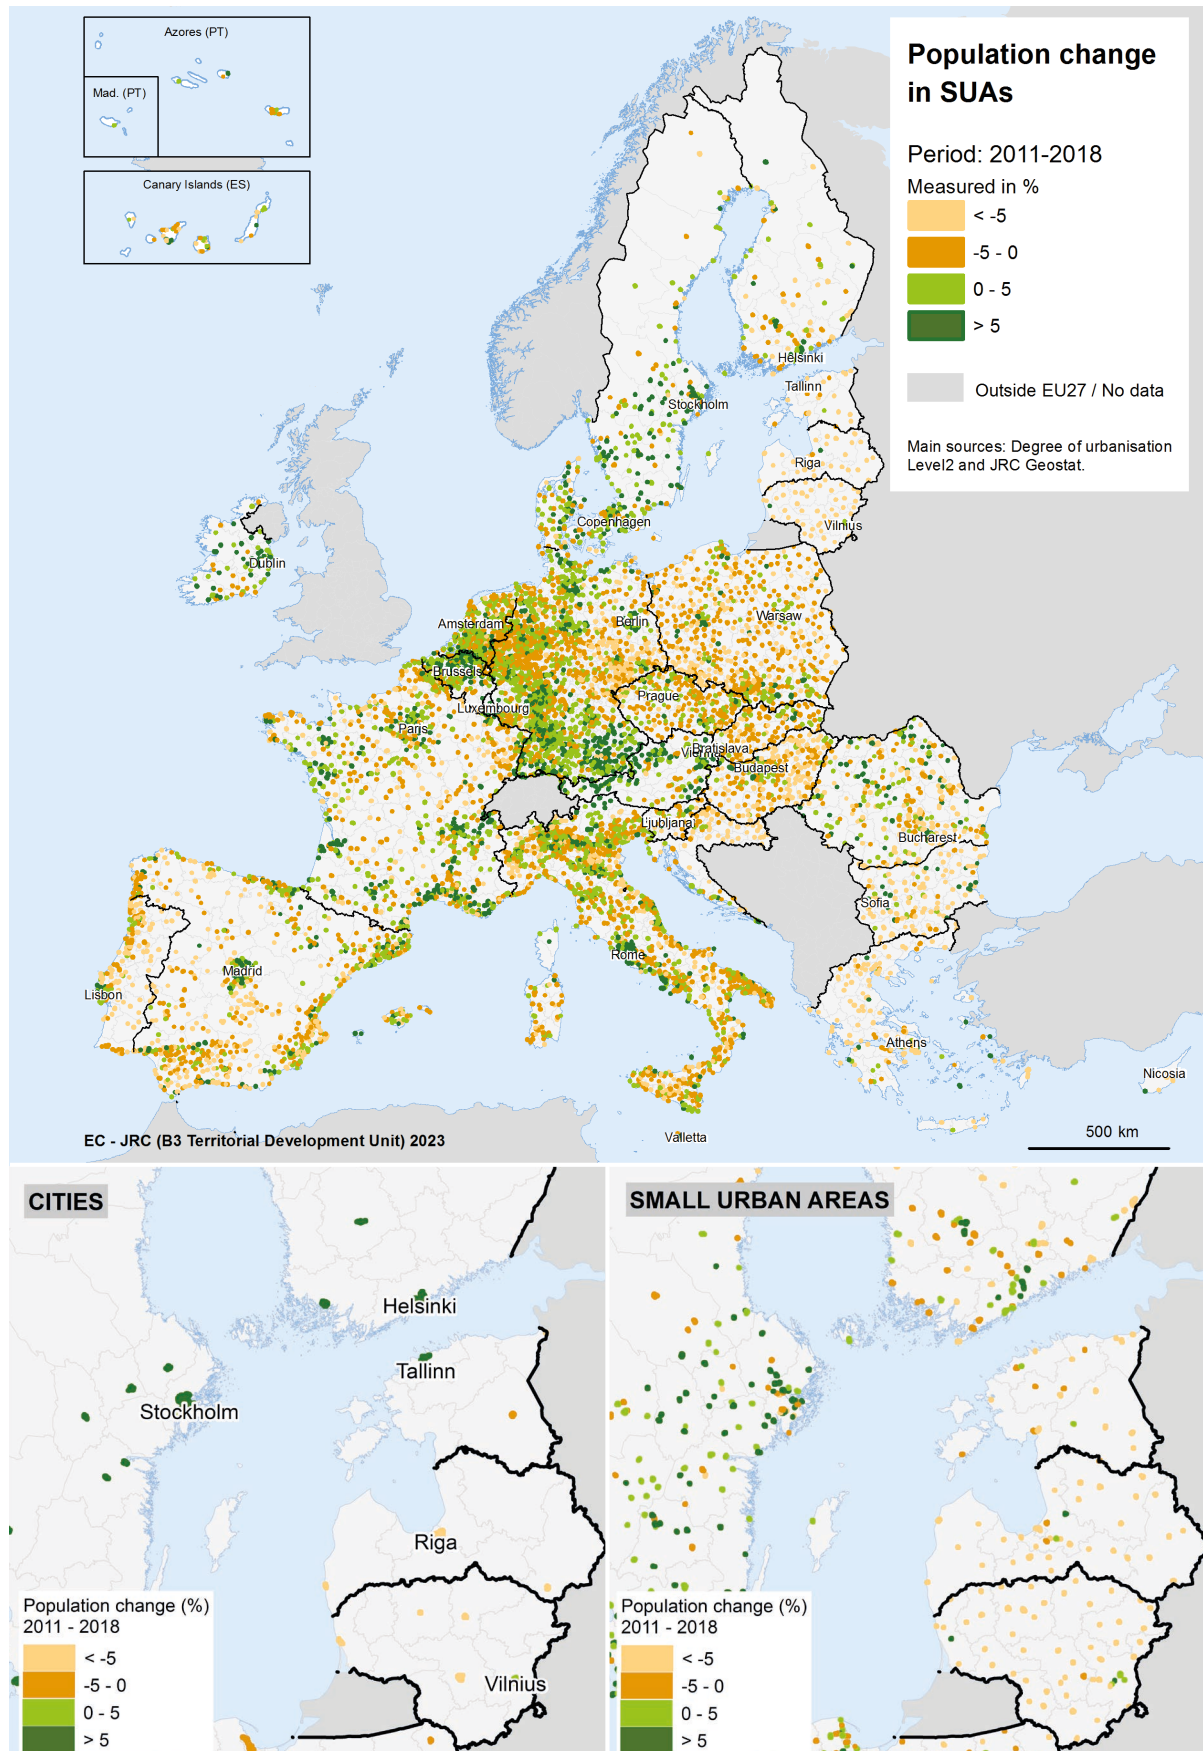 Azores (PT)
Mad. (PT)
Canary Islands (ES)
Population change
in SUAs
Period: 2011-2018
Measured in %
< -5
-5 - 0
0 - 5
> 5
Outside EU27 / No data
Main sources: Degree of urbanisation
Level2 and JRC Geostat.
Helsinki
Tallinn
Stockholm
Riga
Copenhagen
Vilnius
Dublin
Amsterdam
Berlin
Warsaw
Brussels
Prague
Luxembourg
Paris
Vienna
Bratislava
Budapest
Ljubljana
Bucharest
Sofia
Rome
Madrid
Lisbon
Athens
Nicosia
Valletta
EC - JRC (B3 Territorial Development Unit) 2023
500 km
CITIES
Helsinki
Tallinn
Stockholm
Riga
Vilnius
Population change (%)
2011 - 2018
< -5
-5 - 0
0 - 5
> 5
SMALL URBAN AREAS
Population change (%)
2011 - 2018
< -5
-5 - 0
0 - 5
> 5